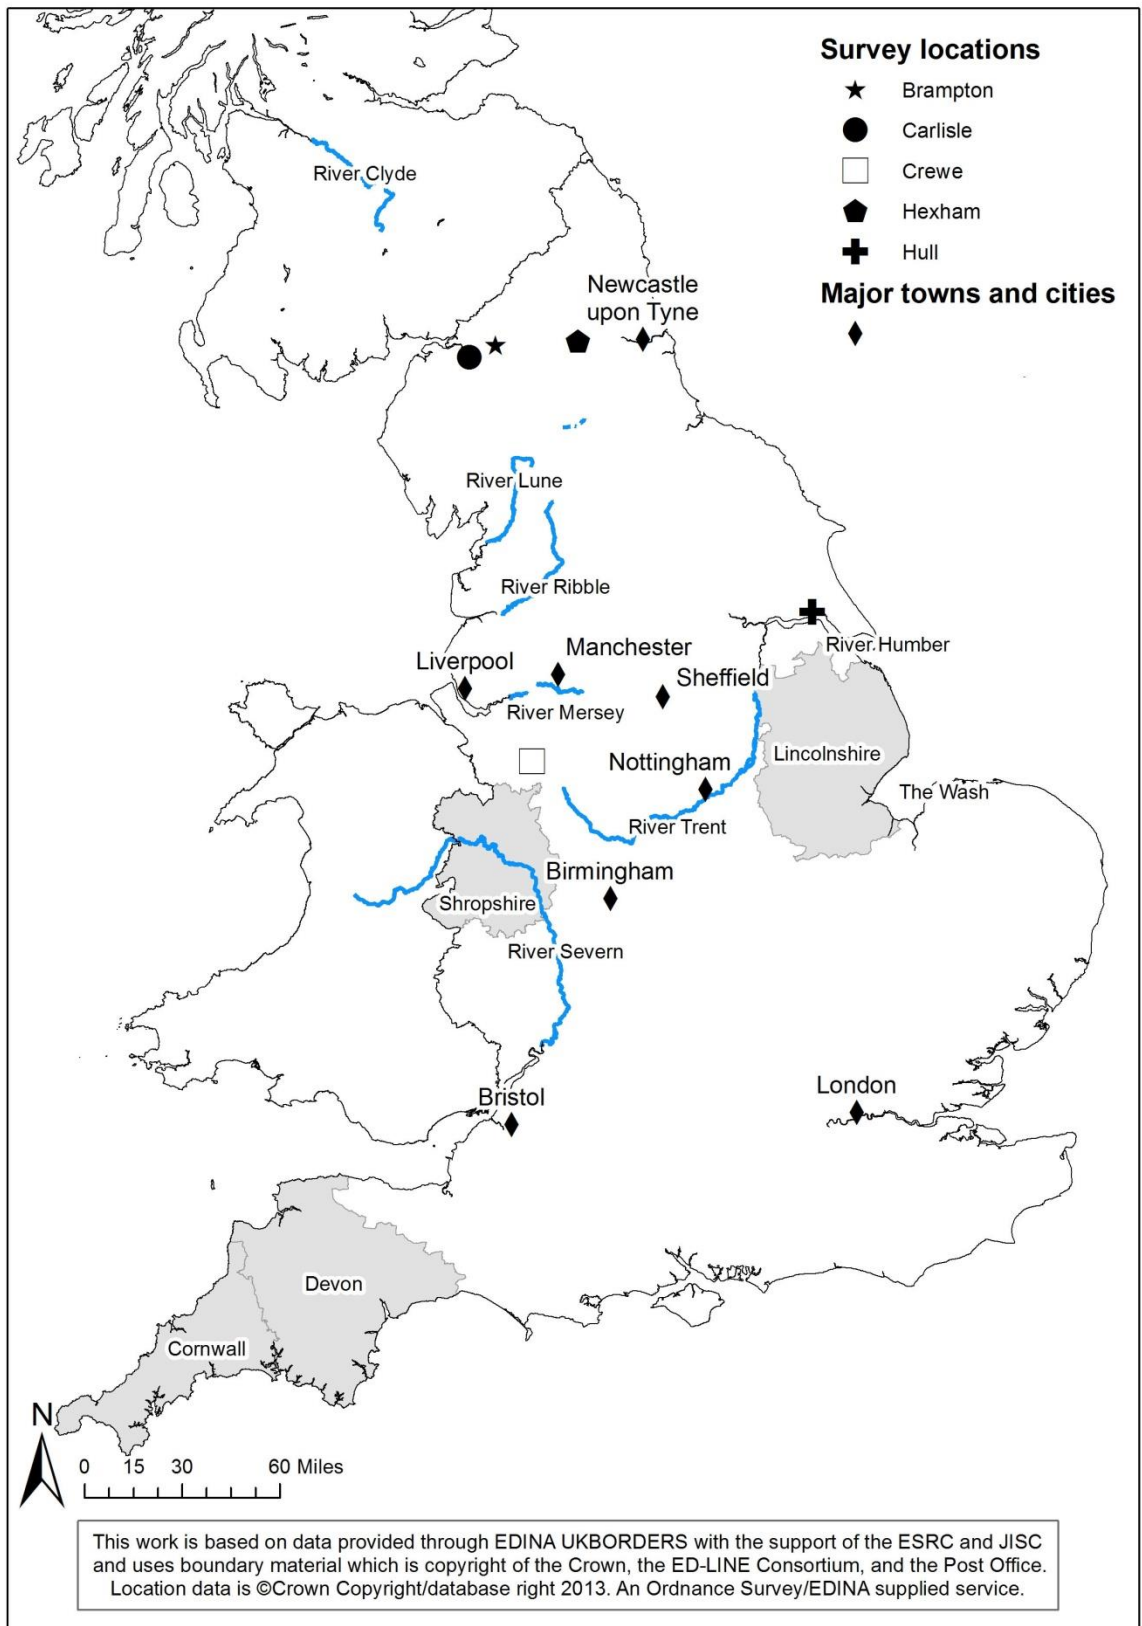 Survey locations
Brampton
Carlisle
Crewe
Hexham
Hull
Major towns and cities
River Clyde
Newcastle
upon Tyne
River Lune
River Ribble
River Humber
Manchester
Liverpool
Sheffield
River Mersey
Nottingham
Lincolnshire
The Wash
River Trent
Birmingham
Shropshire
River Severn
London
Bristol
Devon
Cornwall
N
0 15 30 60 Miles
This work is based on data provided through EDINA UKBORDERS with the support of the ESRC and JISC
and uses boundary material which is copyright of the Crown, the ED-LINE Consortium, and the Post Office.
Location data is ©Crown Copyright/database right 2013. An Ordnance Survey/EDINA supplied service.